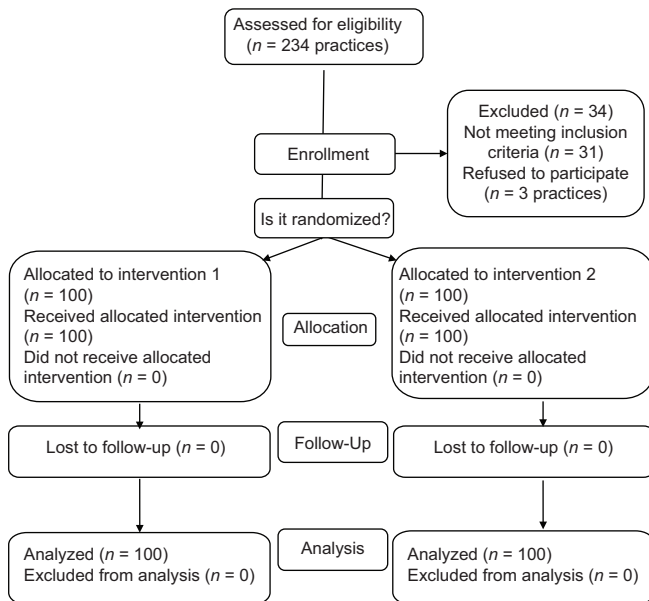 Assessed for eligibility
(n = 234 practices)
Excluded (n = 34)
Not meeting inclusion
criteria (n = 31)
Refused to participate
(n = 3 practices)
Enrollment
Is it randomized?
Allocated to intervention 1
(n = 100)
Received allocated intervention
(n = 100)
Did not receive allocated
intervention (n = 0)
Allocation
Allocated to intervention 2
(n = 100)
Received allocated intervention
(n = 100)
Did not receive allocated
intervention (n = 0)
Lost to follow-up (n = 0)
Follow-Up
Lost to follow-up (n = 0)
Analyzed (n = 100)
Excluded from analysis (n = 0)
Analysis
Analyzed (n = 100)
Excluded from analysis (n = 0)